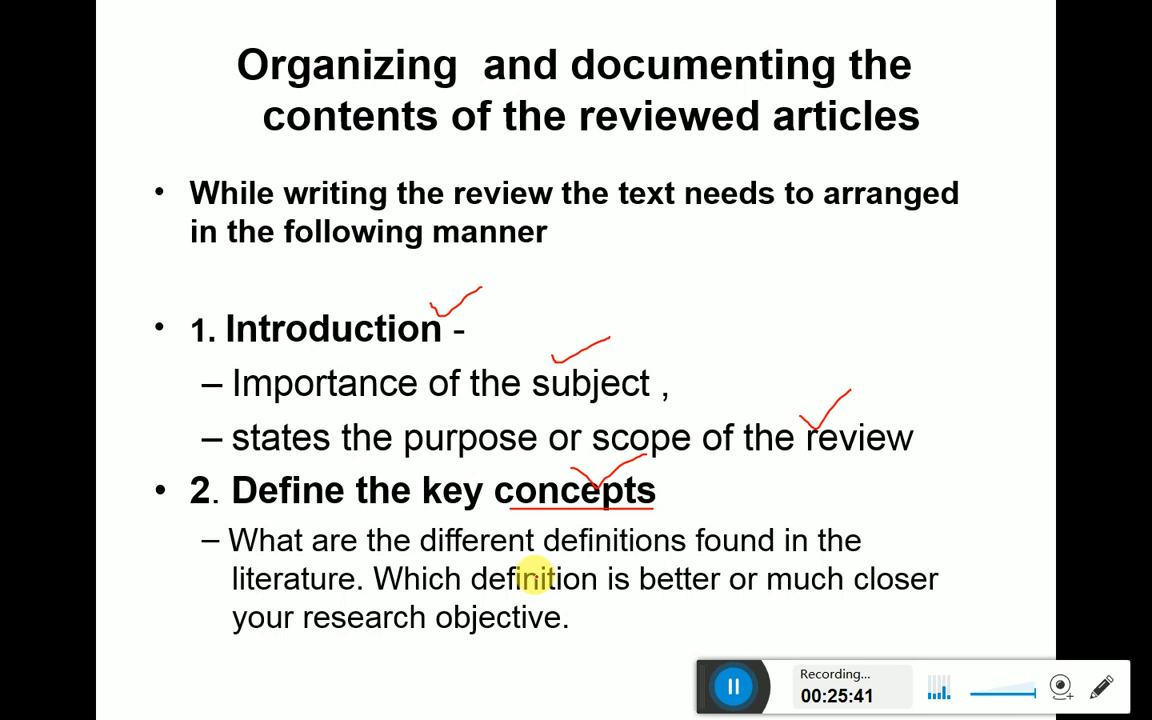 Organizing and documenting the
contents of the reviewed articles
• While writing the review the text needs to arranged
in the following manner
• 1. Introduction -
– Importance of the subject ,
– states the purpose or scope of the review
• 2. Define the key concepts
– What are the different definitions found in the
literature. Which definition is better or much closer
your research objective.
Recording...
00:25:41